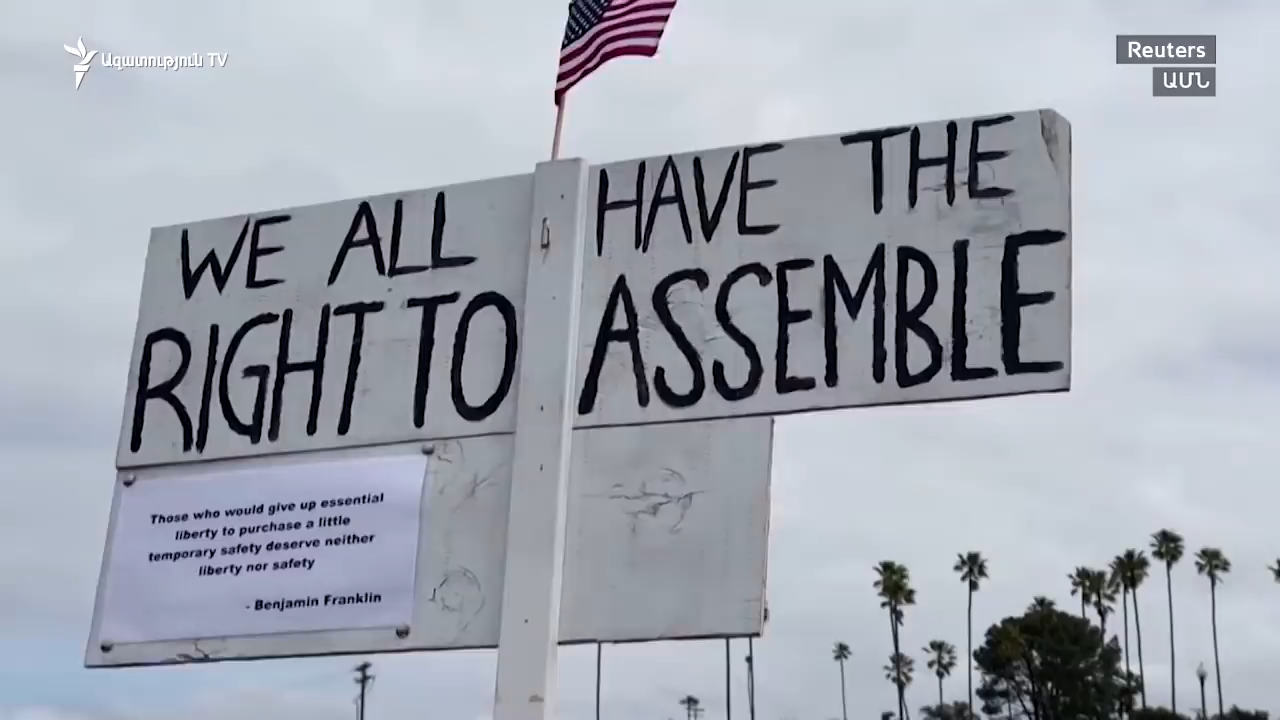 Ազատություն TV
Reuters
ԱՄՆ
WE ALL HAVE THE
RIGHT TO ASSEMBLE
Those who would give up essential
liberty to purchase a little
temporary safety deserve neither
liberty nor safety
- Benjamin Franklin